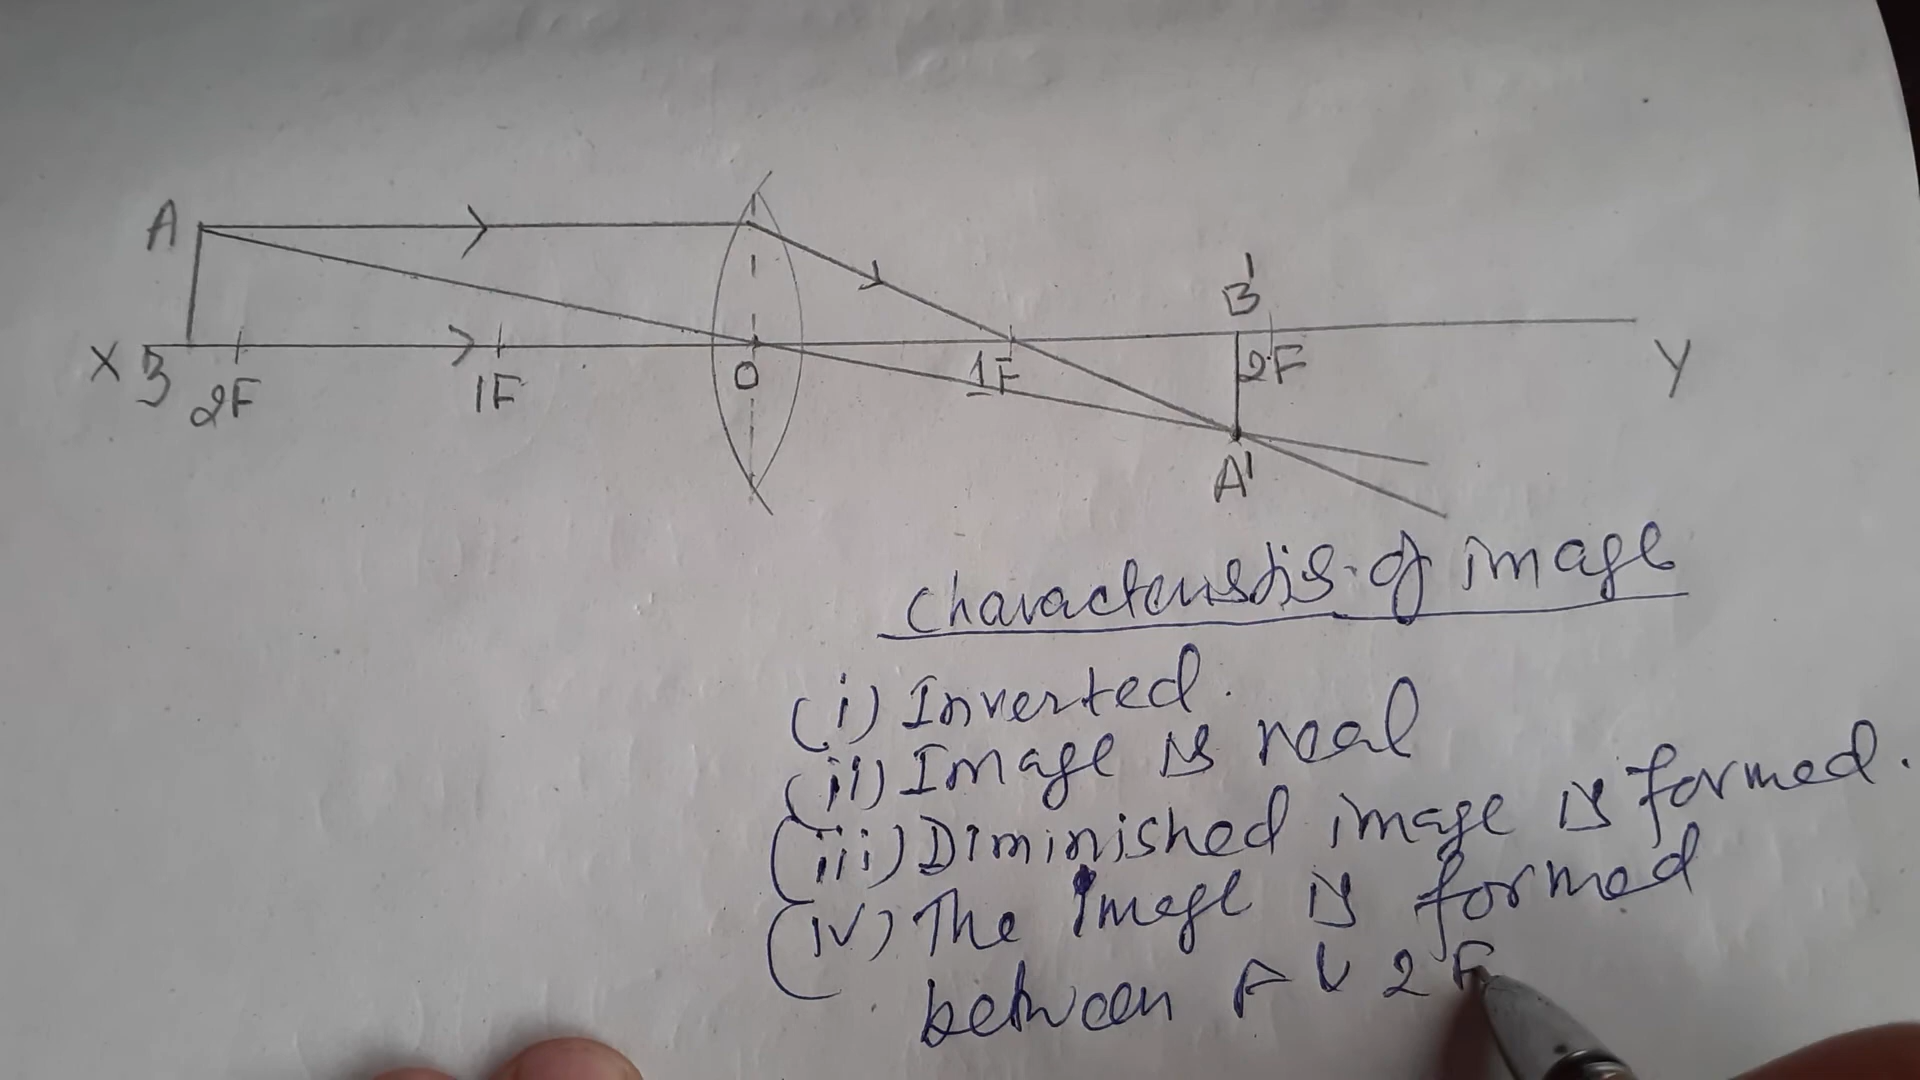 A
B'
X B 2F 1F O 1F 2F Y
A'
Characteristis of image
(i) Inverted.
(ii) Image is real
(iii) Diminished image is formed.
(iv) The Image is formed
between F & 2F